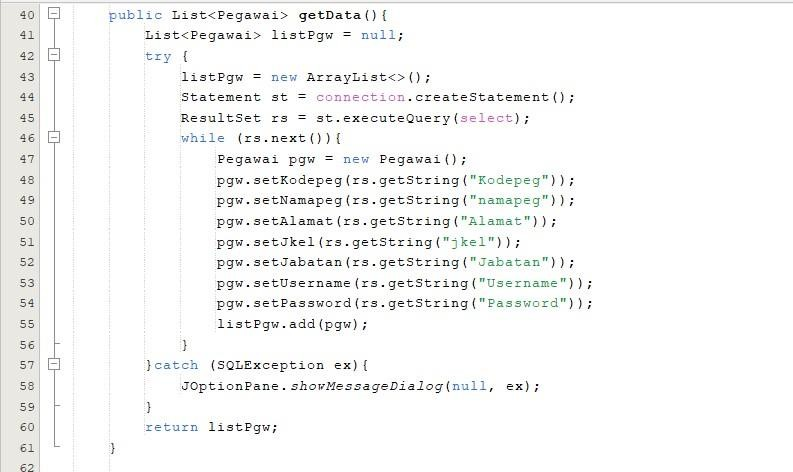 40 public List<Pegawai> getData(){
41 List<Pegawai> listPgw = null;
42 try {
43 listPgw = new ArrayList<>();
44 Statement st = connection.createStatement();
45 ResultSet rs = st.executeQuery(select);
46 while (rs.next()){
47 Pegawai pgw = new Pegawai();
48 pgw.setKodepeg(rs.getString("Kodepeg"));
49 pgw.setNamapeg(rs.getString("namapeg"));
50 pgw.setAlamat(rs.getString("Alamat"));
51 pgw.setJkel(rs.getString("jkel"));
52 pgw.setJabatan(rs.getString("Jabatan"));
53 pgw.setUsername(rs.getString("Username"));
54 pgw.setPassword(rs.getString("Password"));
55 listPgw.add(pgw);
56 }
57 }catch (SQLException ex){
58 JOptionPane.showMessageDialog(null, ex);
59 }
60 return listPgw;
61 }
62